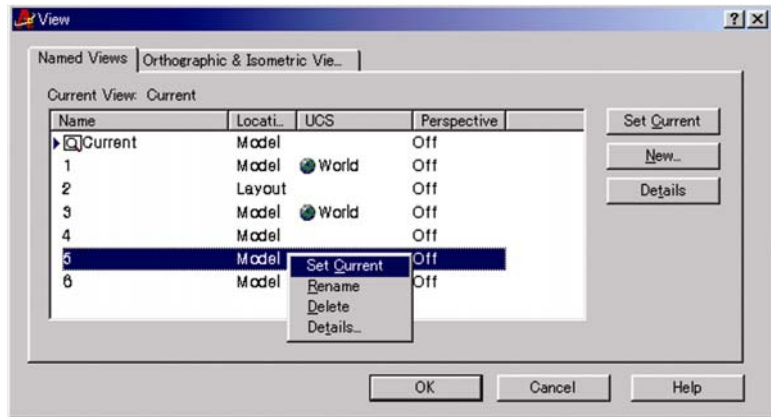 View
Named Views Orthographic & Isometric Vie...
Current View: Current
Name Locati... UCS Perspective
Current Model Off
1 Model World Off
2 Layout Off
3 Model World Off
4 Model Off
5 Model Off
6 Model Off
Set Current
Rename
Delete
Details...
Set Current
New...
Details
OK Cancel Help